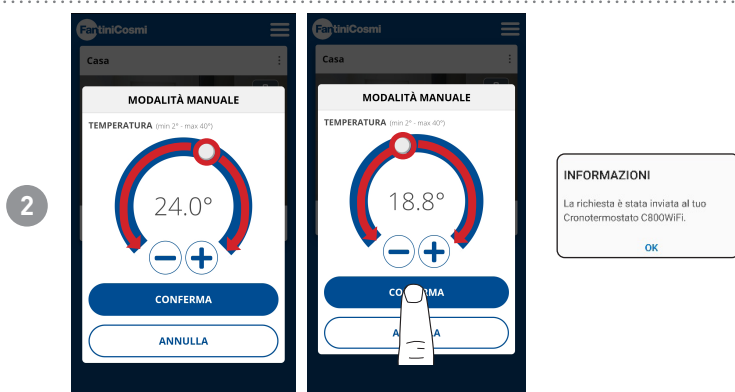 2
FantiniCosmi
Casa
MODALITÀ MANUALE
TEMPERATURA (min 2° - max 40°)
24.0°
CONFERMA
ANNULLA
FantiniCosmi
Casa
MODALITÀ MANUALE
TEMPERATURA (min 2° - max 40°)
18.8°
INFORMAZIONI
La richiesta è stata inviata al tuo
Cronotermostato C800WiFi.
OK